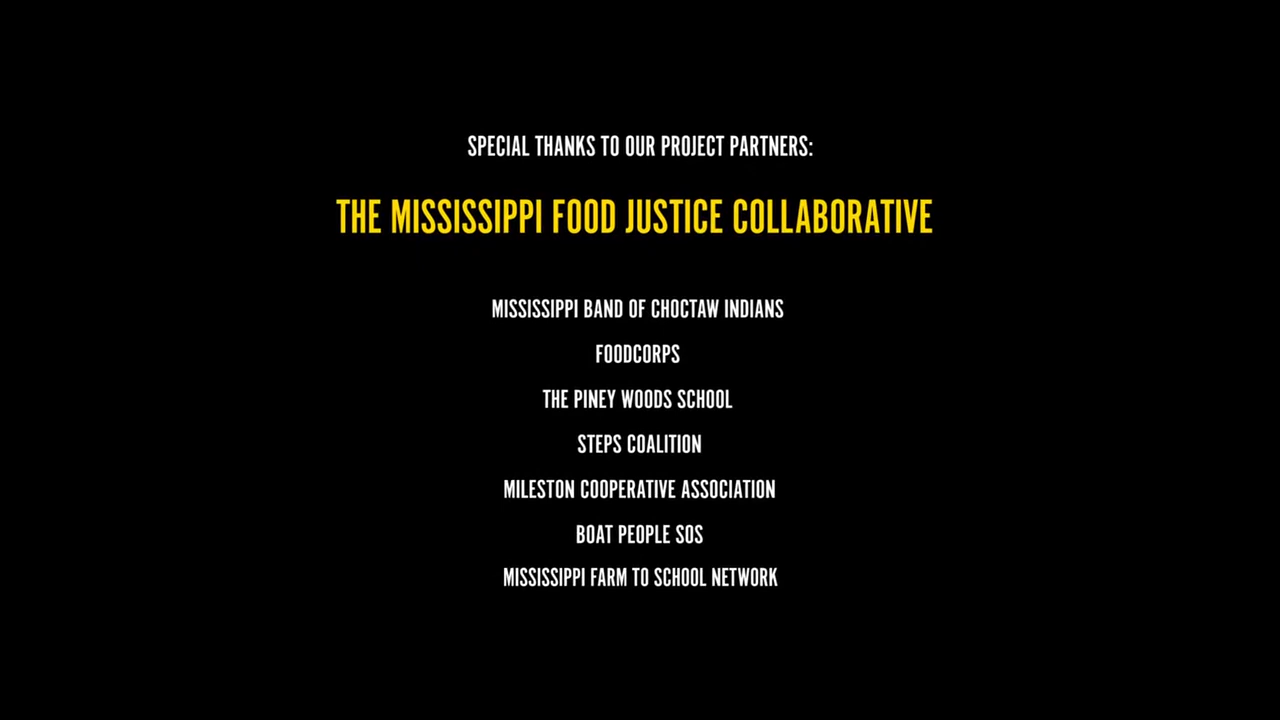 SPECIAL THANKS TO OUR PROJECT PARTNERS:
THE MISSISSIPPI FOOD JUSTICE COLLABORATIVE
MISSISSIPPI BAND OF CHOCTAW INDIANS
FOODCORPS
THE PINEY WOODS SCHOOL
STEPS COALITION
MILESTON COOPERATIVE ASSOCIATION
BOAT PEOPLE SOS
MISSISSIPPI FARM TO SCHOOL NETWORK